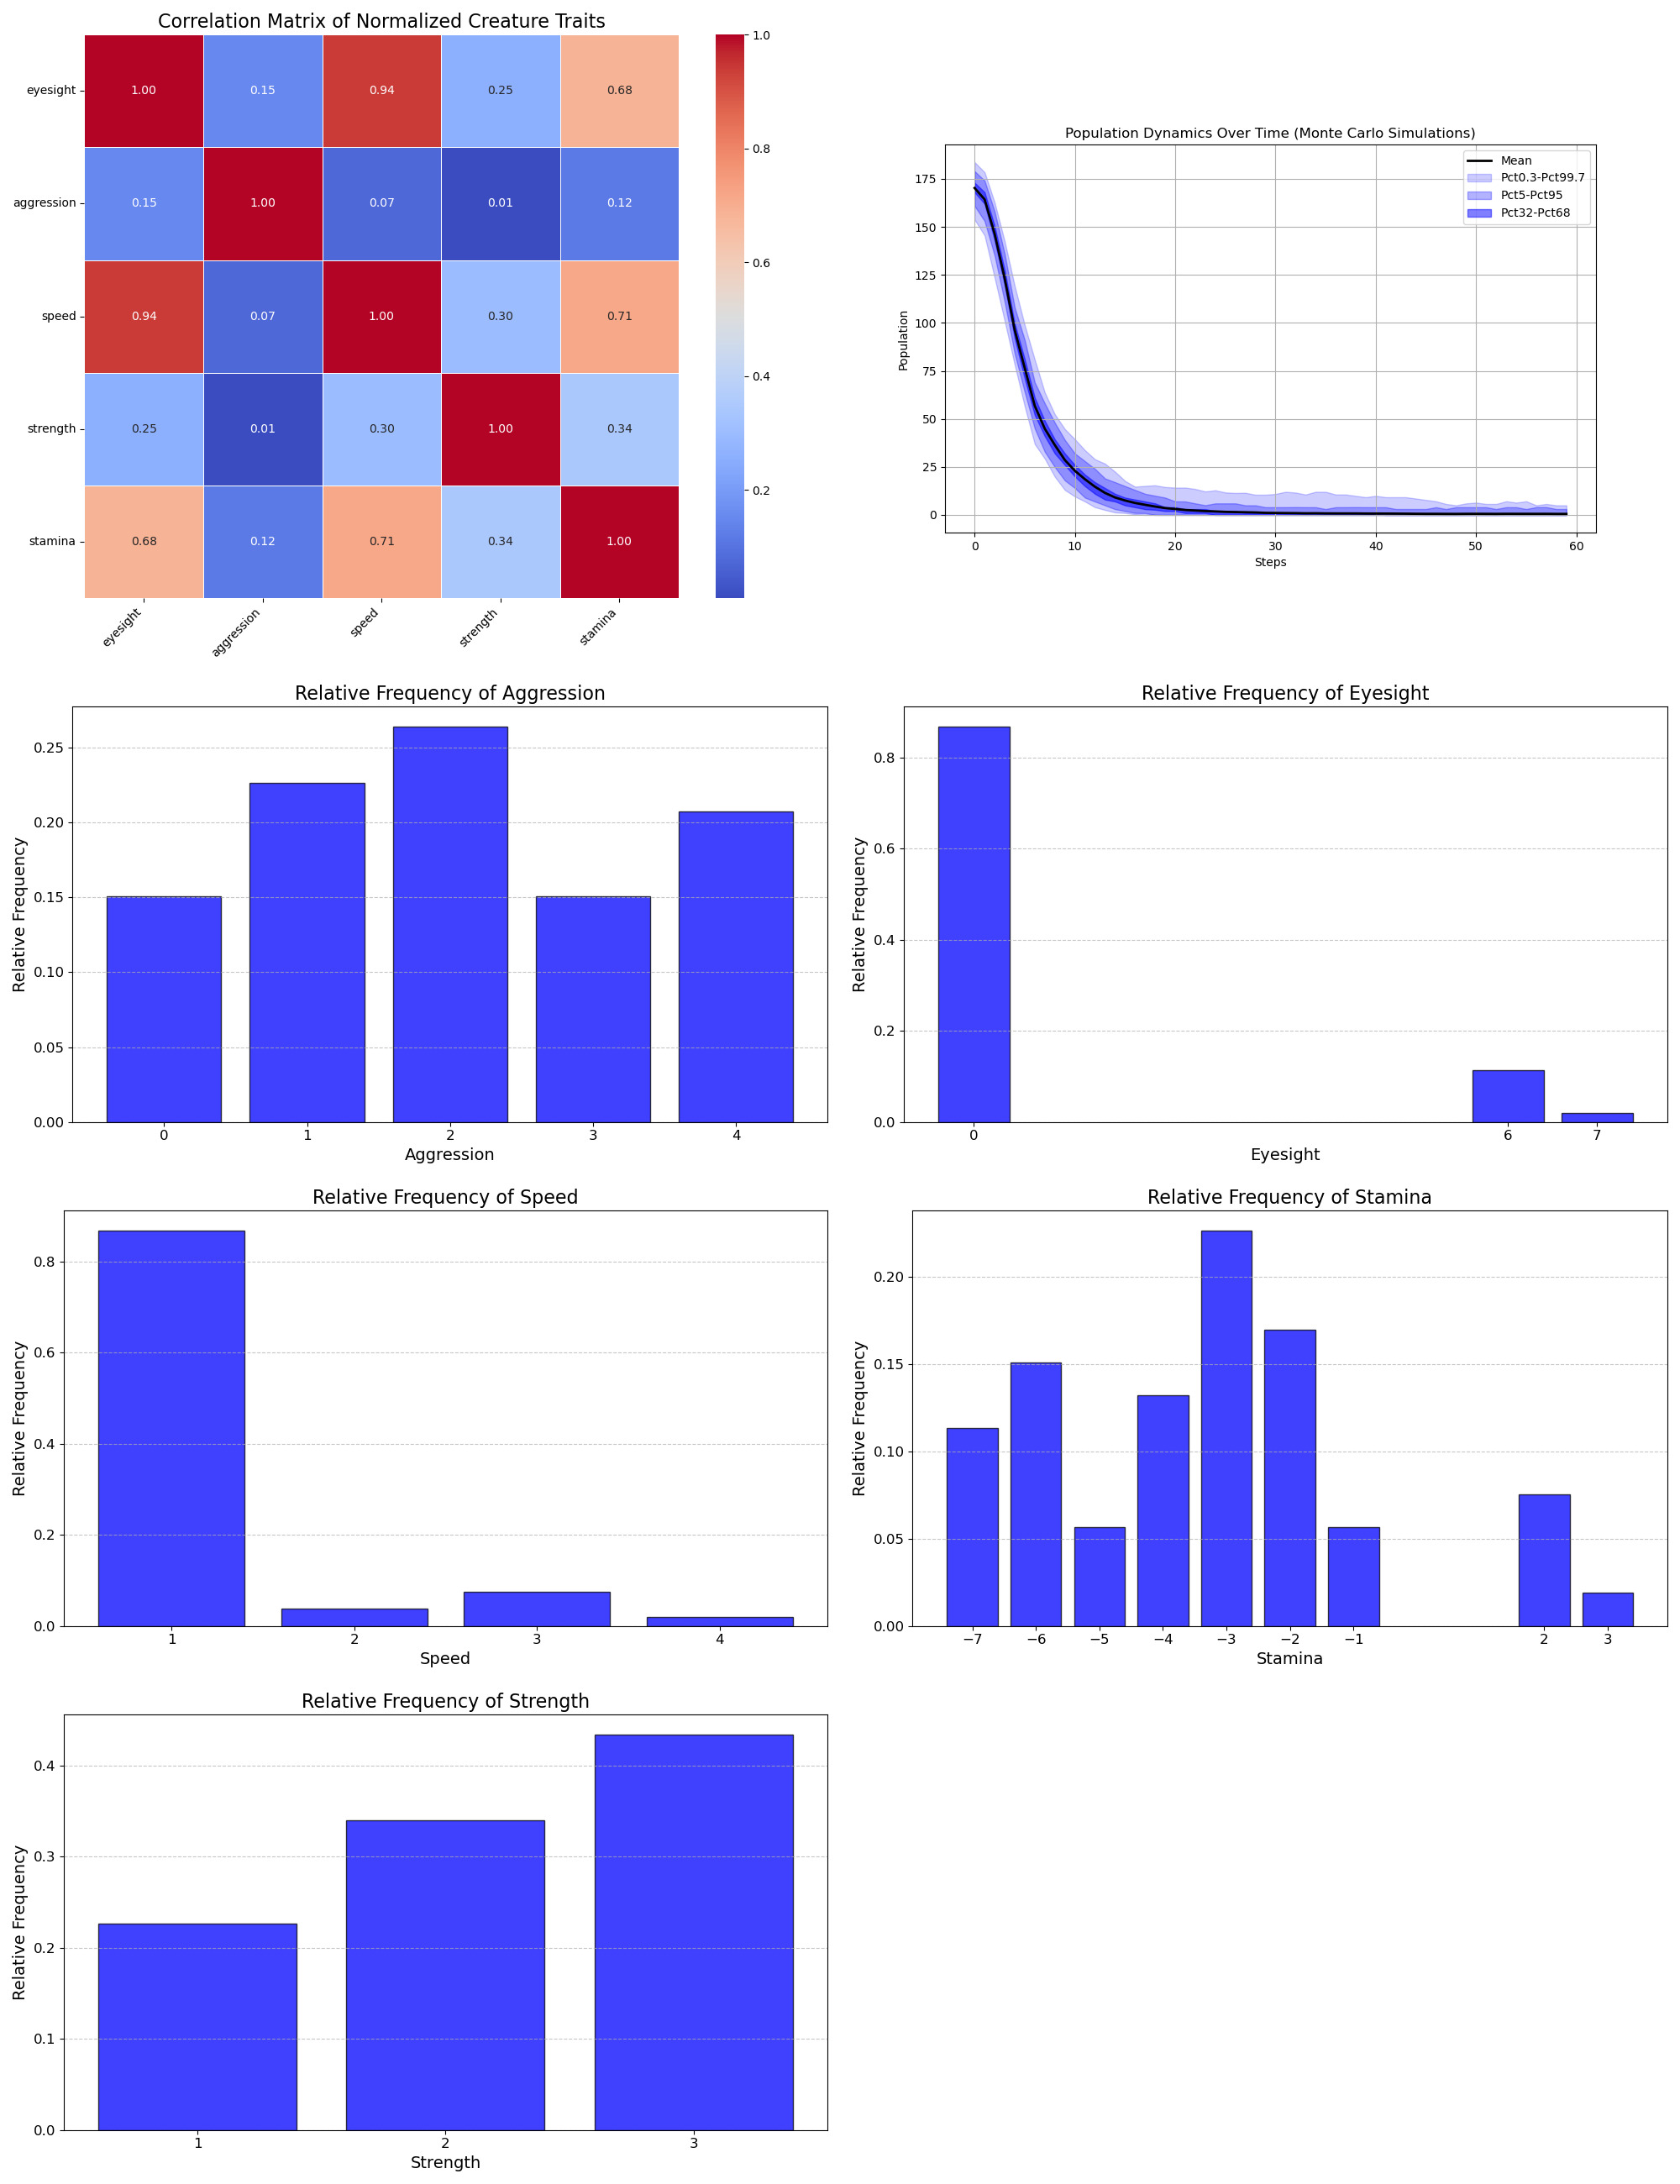 Correlation Matrix of Normalized Creature Traits
eyesight
aggression
speed
strength
stamina
1.00 0.15 0.94 0.25 0.68
0.15 1.00 0.07 0.01 0.12
0.94 0.07 1.00 0.30 0.71
0.25 0.01 0.30 1.00 0.34
0.68 0.12 0.71 0.34 1.00
eyesight aggression speed strength stamina
1.0
0.8
0.6
0.4
0.2
Population Dynamics Over Time (Monte Carlo Simulations)
Mean
Pct0.3-Pct99.7
Pct5-Pct95
Pct32-Pct68
Population
175
150
125
100
75
50
25
0
0 10 20 30 40 50 60
Steps
Relative Frequency of Aggression
Relative Frequency
0.25
0.20
0.15
0.10
0.05
0.00
0 1 2 3 4
Aggression
Relative Frequency of Eyesight
Relative Frequency
0.8
0.6
0.4
0.2
0.0
0 6 7
Eyesight
Relative Frequency of Speed
Relative Frequency
0.8
0.6
0.4
0.2
0.0
1 2 3 4
Speed
Relative Frequency of Stamina
Relative Frequency
0.20
0.15
0.10
0.05
0.00
−7 −6 −5 −4 −3 −2 −1 2 3
Stamina
Relative Frequency of Strength
Relative Frequency
0.4
0.3
0.2
0.1
0.0
1 2 3
Strength